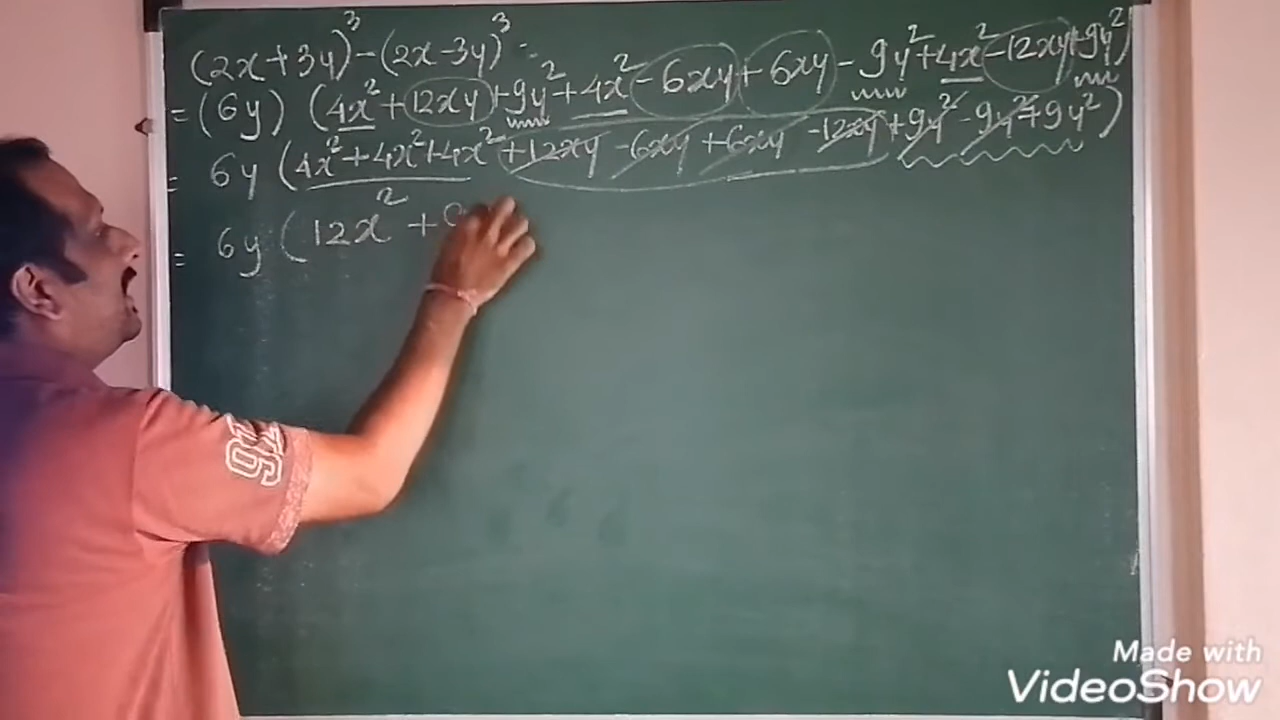 (2x+3y)³-(2x-3y)³:-
= (6y) (4x²+12xy+9y²+4x²-6xy+6xy-9y²+4x²-12xy+9y²)
= 6y (4x²+4x²+4x²+12xy-6xy+6xy-12xy+9y²-9y²+9y²)
= 6y (12x²+
91
Made with
VideoShow